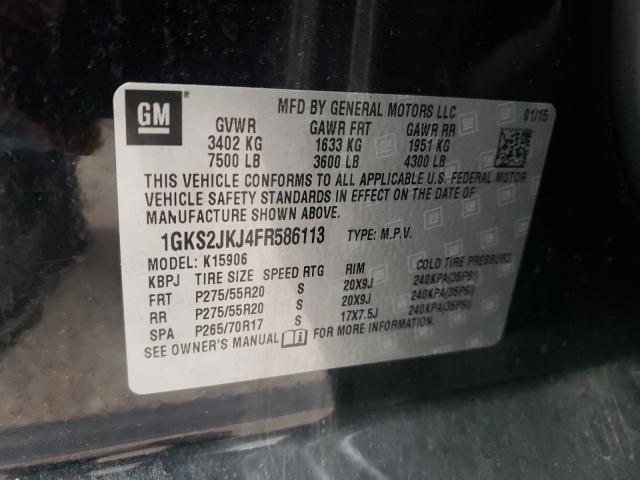 GM
MFD BY GENERAL MOTORS LLC 01/15
GVWR GAWR FRT GAWR RR
3402 KG 1633 KG 1951 KG
7500 LB 3600 LB 4300 LB
THIS VEHICLE CONFORMS TO ALL APPLICABLE U.S. FEDERAL MOTOR
VEHICLE SAFETY STANDARDS IN EFFECT ON THE DATE OF
MANUFACTURE SHOWN ABOVE.
1GKS2JKJ4FR586113 TYPE: M.P.V.
MODEL: K15906
KBPJ TIRE SIZE SPEED RTG RIM COLD TIRE PRESSURE
FRT P275/55R20 S 20X9J 240KPA(35PSI)
RR P275/55R20 S 20X9J 240KPA(35PSI)
SPA P265/70R17 S 17X7.5J 240KPA(35PSI)
SEE OWNER'S MANUAL FOR MORE INFORMATION